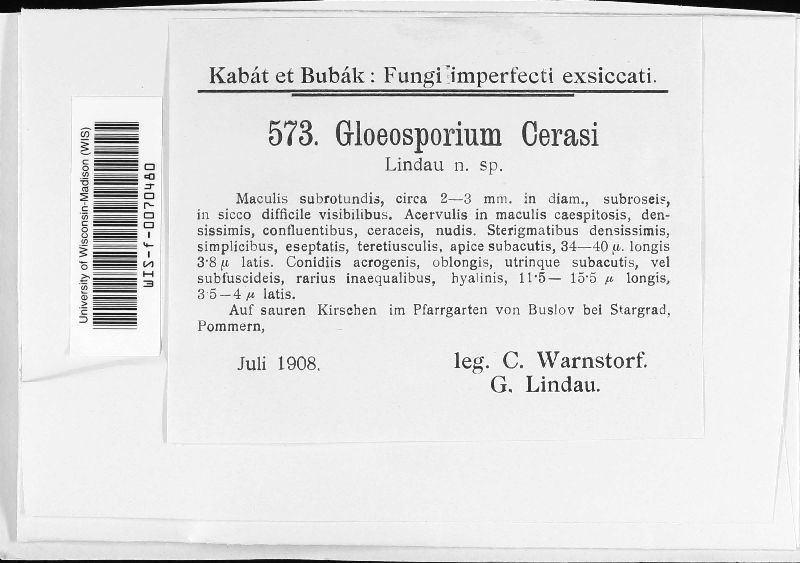 Kabát et Bubák : Fungi imperfecti exsiccati.
573. Gloeosporium Cerasi
Lindau n. sp.
Maculis subrotundis, circa 2—3 mm. in diam., subroseis,
in sicco difficile visibilibus. Acervulis in maculis caespitosis, den-
sissimis, confluentibus, ceraceis, nudis. Sterigmatibus densissimis,
simplicibus, eseptatis, teretiusculis, apice subacutis, 34—40 μ. longis
3·8 μ latis. Conidiis acrogenis, oblongis, utrinque subacutis, vel
subfuscideis, rarius inaequalibus, hyalinis, 11·5— 15·5 μ longis,
3·5—4 μ latis.
Auf sauren Kirschen im Pfarrgarten von Buslov bei Stargrad,
Pommern,
Juli 1908.
leg. C. Warnstorf.
G. Lindau.
University of Wisconsin-Madison (WIS)
WIS-f-0070480